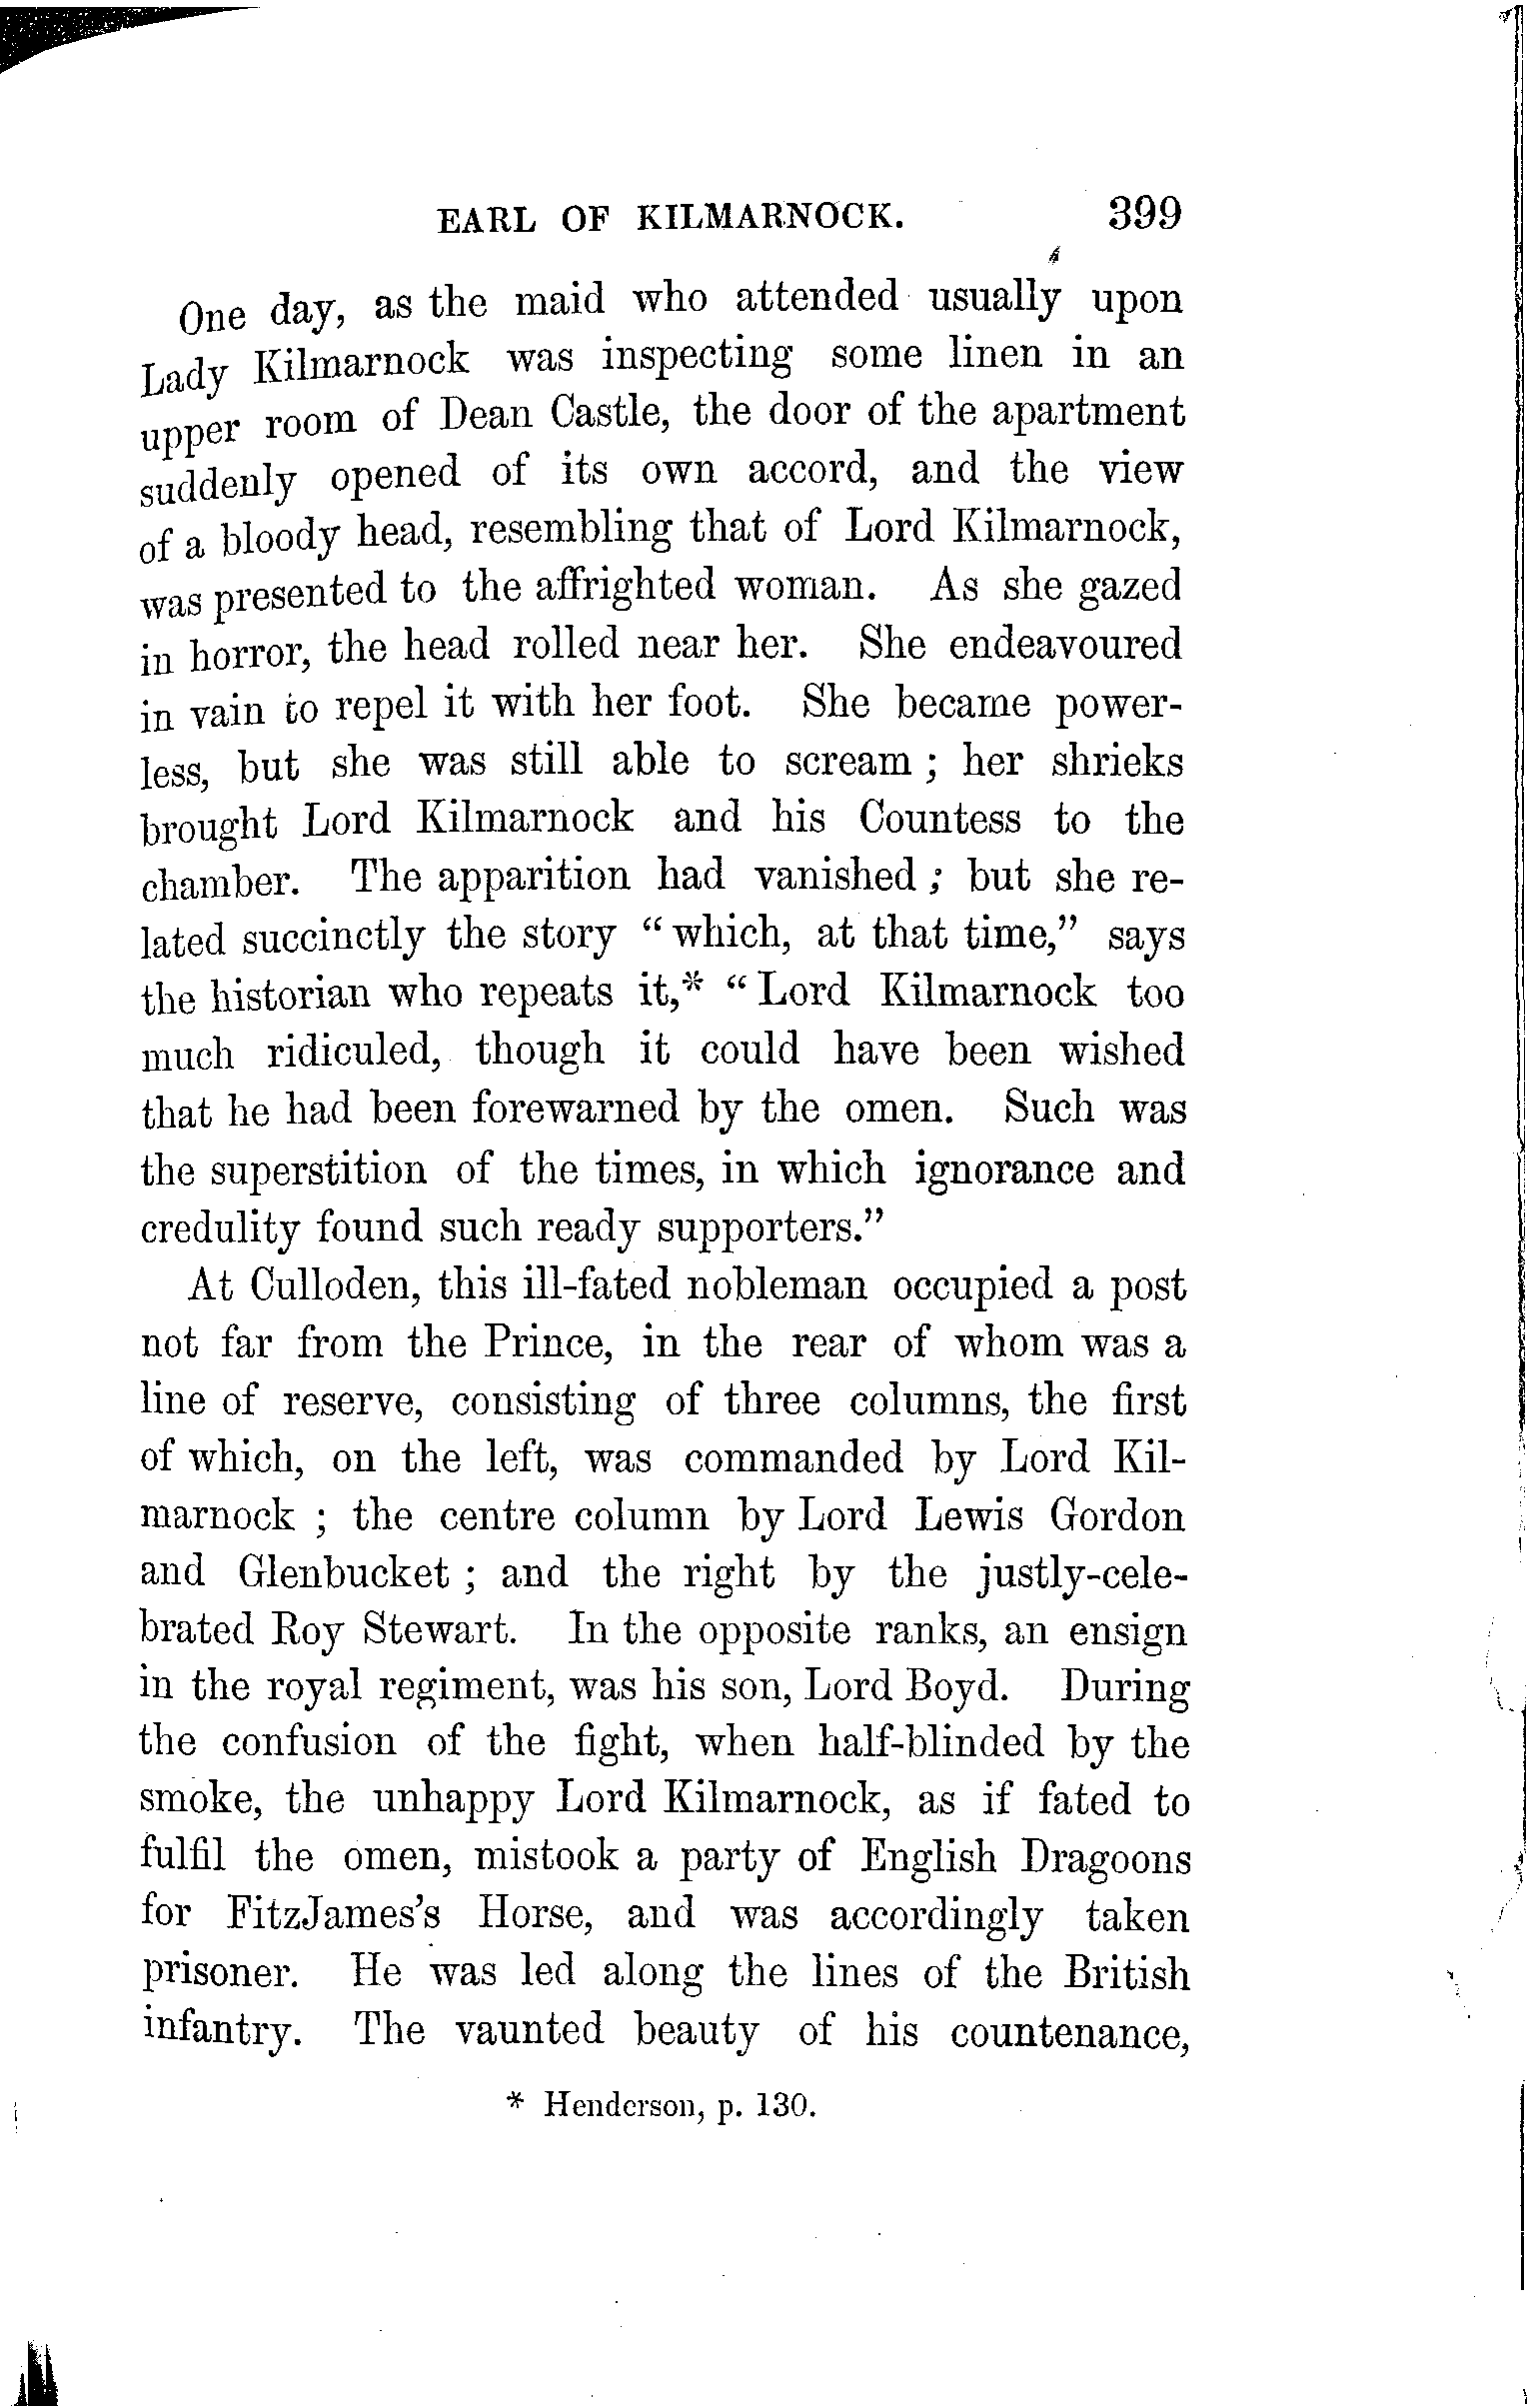 EARL OF KILMARNOCK. 399
One day, as the maid who attended usually upon
Lady Kilmarnock was inspecting some linen in an
upper room of Dean Castle, the door of the apartment
suddenly opened of its own accord, and the view
of a bloody head, resembling that of Lord Kilmarnock,
was presented to the affrighted woman. As she gazed
in horror, the head rolled near her. She endeavoured
in vain to repel it with her foot. She became power-
less, but she was still able to scream ; her shrieks
brought Lord Kilmarnock and his Countess to the
chamber. The apparition had vanished ; but she re-
lated succinctly the story “ which, at that time,” says
the historian who repeats it,* “ Lord Kilmarnock too
much ridiculed, though it could have been wished
that he had been forewarned by the omen. Such was
the superstition of the times, in which ignorance and
credulity found such ready supporters.”
At Culloden, this ill-fated nobleman occupied a post
not far from the Prince, in the rear of whom was a
line of reserve, consisting of three columns, the first
of which, on the left, was commanded by Lord Kil-
marnock ; the centre column by Lord Lewis Gordon
and Glenbucket ; and the right by the justly-cele-
brated Roy Stewart. In the opposite ranks, an ensign
in the royal regiment, was his son, Lord Boyd. During
the confusion of the fight, when half-blinded by the
smoke, the unhappy Lord Kilmarnock, as if fated to
fulfil the omen, mistook a party of English Dragoons
for FitzJames’s Horse, and was accordingly taken
prisoner. He was led along the lines of the British
infantry. The vaunted beauty of his countenance,
* Henderson, p. 130.